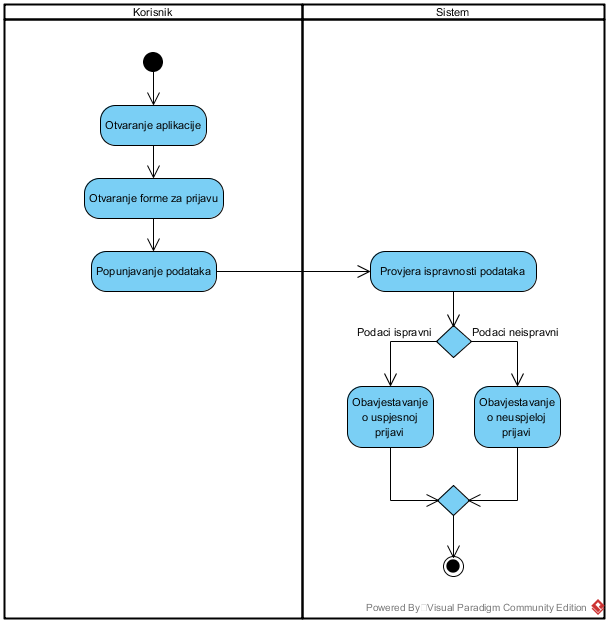 Korisnik
Sistem
Otvaranje aplikacije
Otvaranje forme za prijavu
Popunjavanje podataka
Provjera ispravnosti podataka
Podaci ispravni
Podaci neispravni
Obavjestavanje
o uspjesnoj
prijavi
Obavjestavanje
o neuspjeloj
prijavi
Powered By Visual Paradigm Community Edition